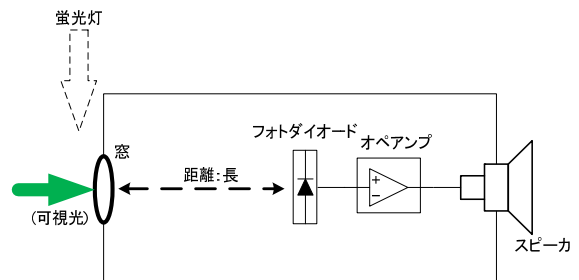 蛍光灯
窓
フォトダイオード
オペアンプ
距離:長
(可視光)
スピーカ